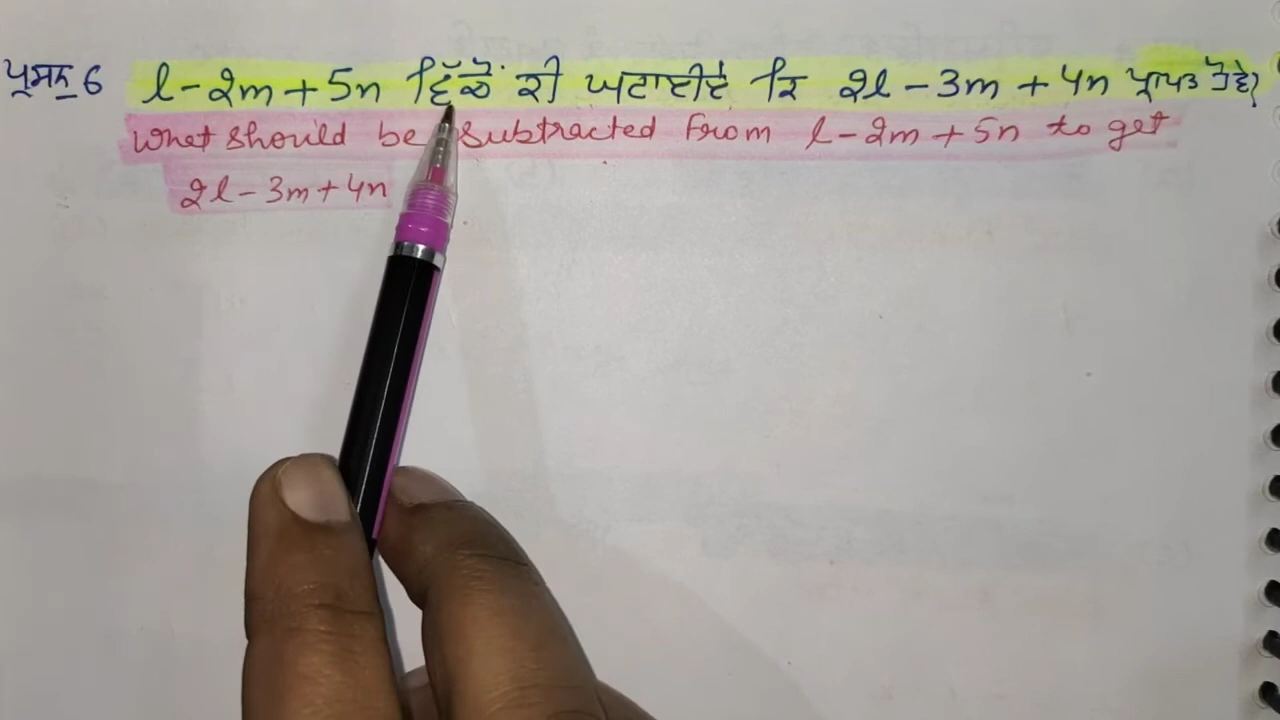 ਪ੍ਰਸ਼ਨ 6 l - 2m + 5n ਵਿੱਚੋਂ ਕੀ ਘਟਾਈਏ ਕਿ 2l - 3m + 4n ਪ੍ਰਾਪਤ ਹੋਵੇ?
What should be subtracted from l - 2m + 5n to get
2l - 3m + 4n